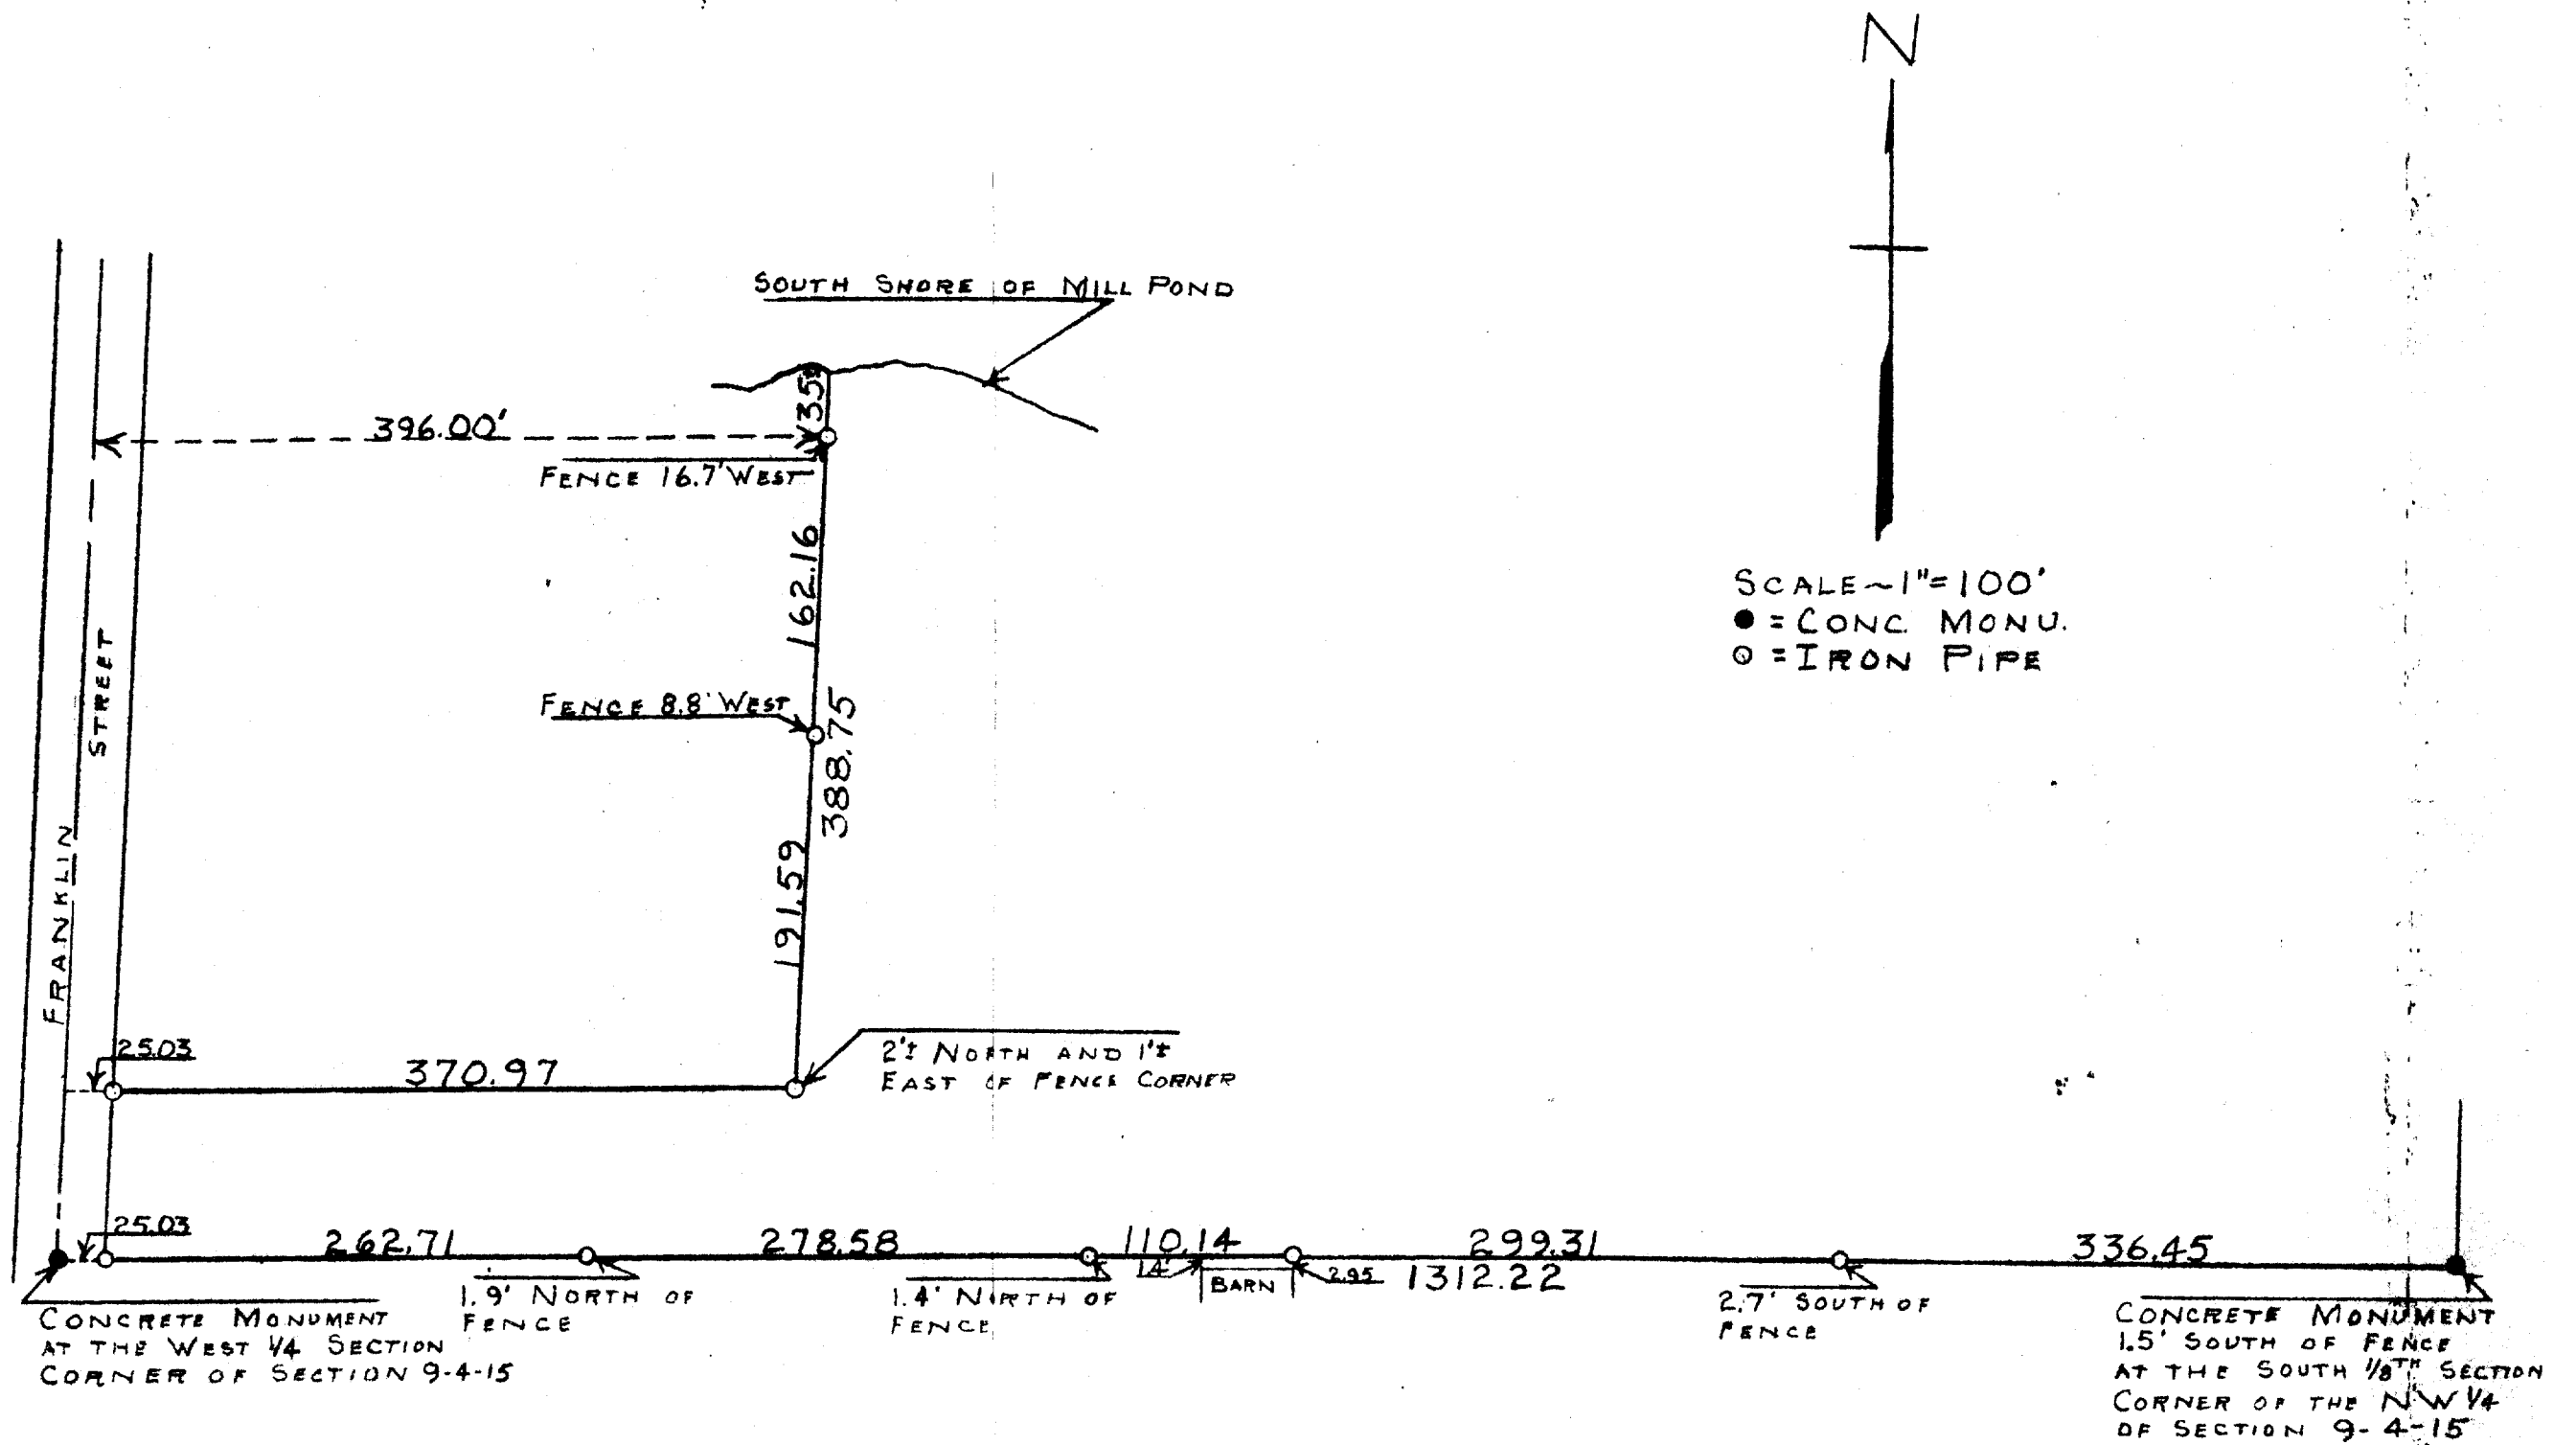 N
SOUTH SHORE OF MILL POND
35±
396.00'
FENCE 16.7' WEST
162.16
SCALE~1"=100'
● = CONC. MONU.
⊙ = IRON PIPE
FENCE 8.8' WEST
388.75
191.59
FRANKLIN STREET
25.03
370.97
2'± NORTH AND 1'±
EAST OF FENCE CORNER
25.03
262.71
278.58
110.14
299.31
336.45
1.4'
BARN
2.95
1312.22
CONCRETE MONUMENT
AT THE WEST 1/4 SECTION
CORNER OF SECTION 9-4-15
1.9' NORTH OF
FENCE
1.4' NORTH OF
FENCE
2.7' SOUTH OF
FENCE
CONCRETE MONUMENT
1.5' SOUTH OF FENCE
AT THE SOUTH 1/8TH SECTION
CORNER OF THE NW 1/4
OF SECTION 9-4-15